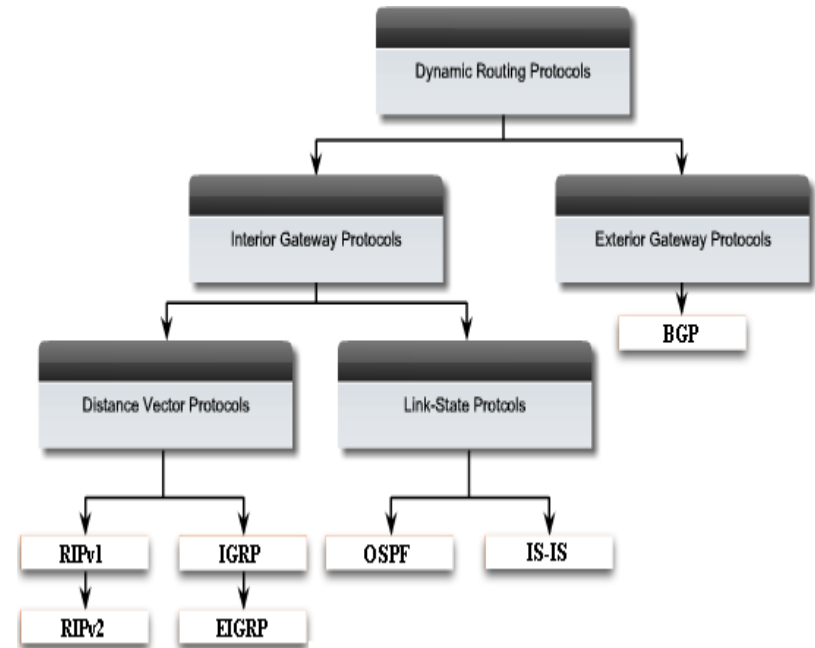 Dynamic Routing Protocols
Interior Gateway Protocols
Exterior Gateway Protocols
BGP
Distance Vector Protocols
Link-State Protcols
RIPv1
IGRP
OSPF
IS-IS
RIPv2
EIGRP